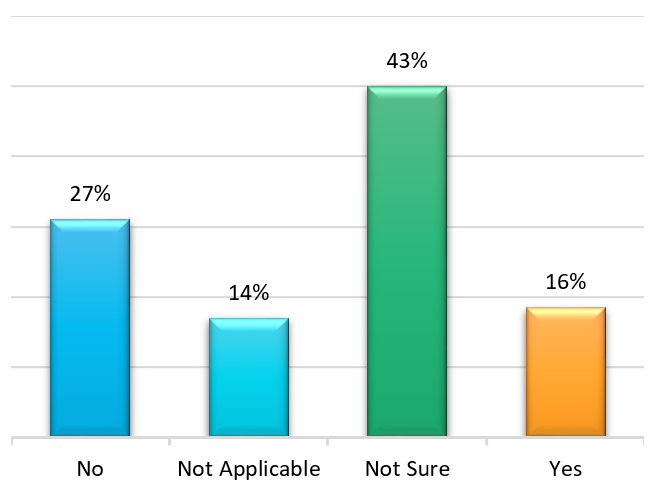 43%
27%
14%
16%
No
Not Applicable
Not Sure
Yes